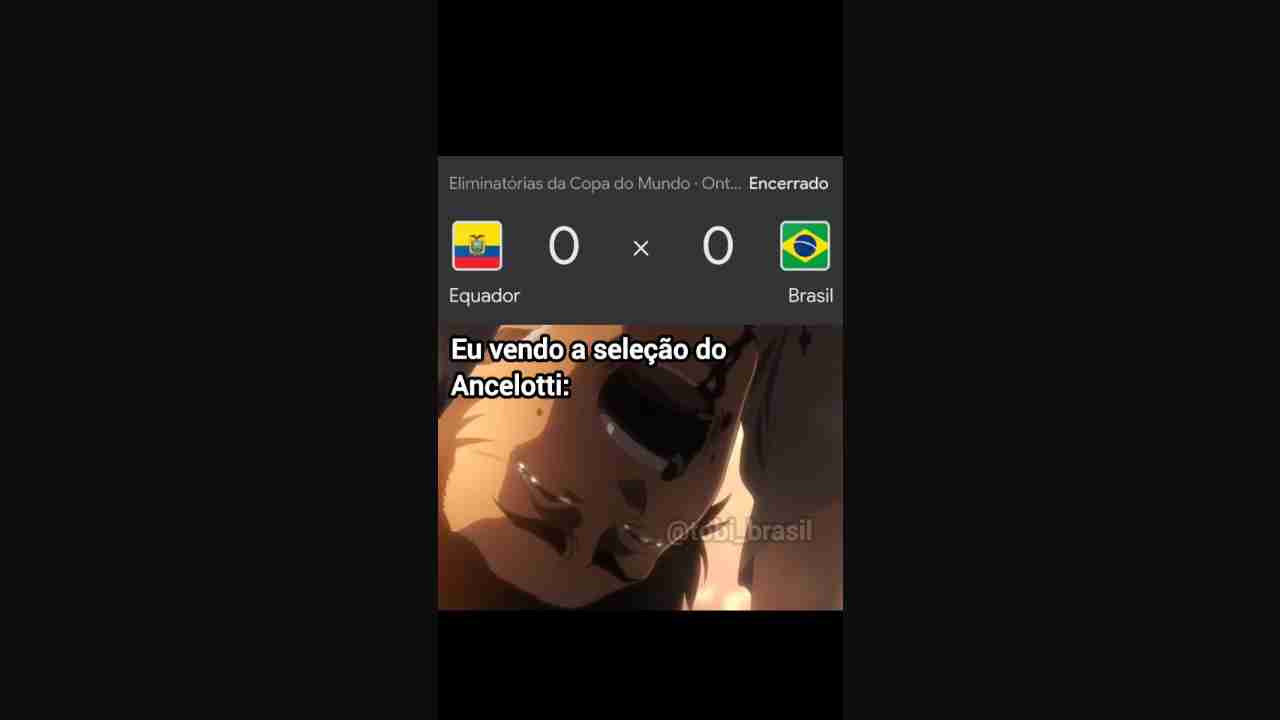 Eliminatórias da Copa do Mundo · Ont... Encerrado
0 × 0
Equador Brasil
Eu vendo a seleção do
Ancelotti:
@tobi_brasil